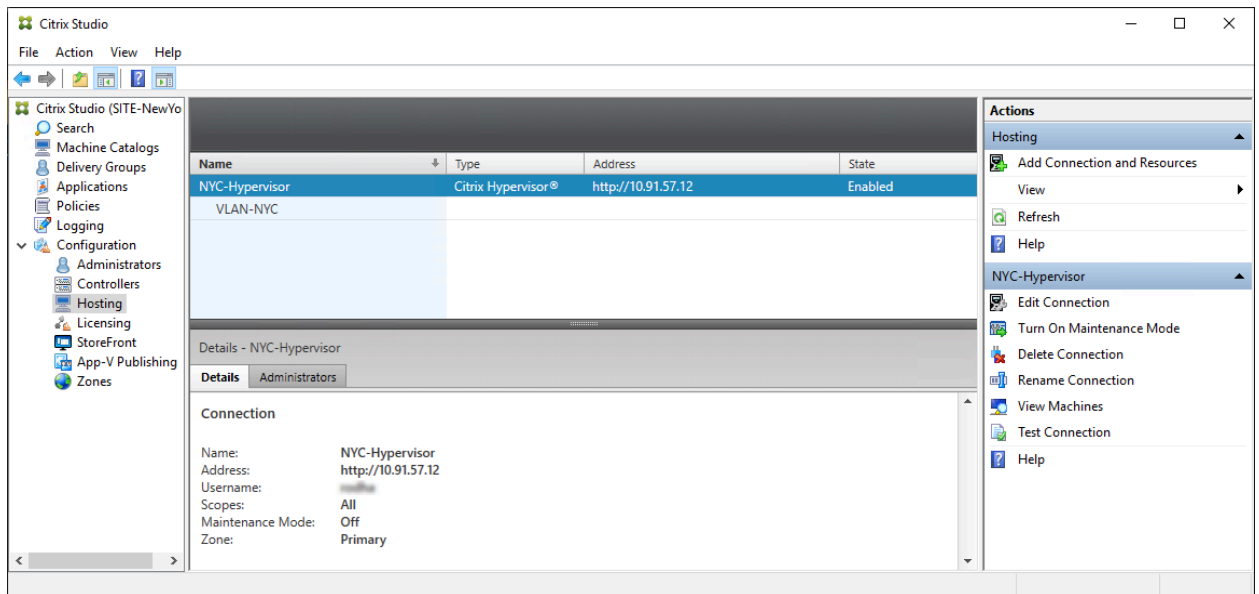 Citrix Studio
File Action View Help
Citrix Studio (SITE-NewYo
Search
Machine Catalogs
Delivery Groups
Applications
Policies
Logging
Configuration
Administrators
Controllers
Hosting
Licensing
StoreFront
App-V Publishing
Zones
Name Type Address State
NYC-Hypervisor Citrix Hypervisor® http://10.91.57.12 Enabled
VLAN-NYC
Details - NYC-Hypervisor
Details Administrators
Connection
Name: NYC-Hypervisor
Address: http://10.91.57.12
Username:
Scopes: All
Maintenance Mode: Off
Zone: Primary
Actions
Hosting
Add Connection and Resources
View
Refresh
Help
NYC-Hypervisor
Edit Connection
Turn On Maintenance Mode
Delete Connection
Rename Connection
View Machines
Test Connection
Help